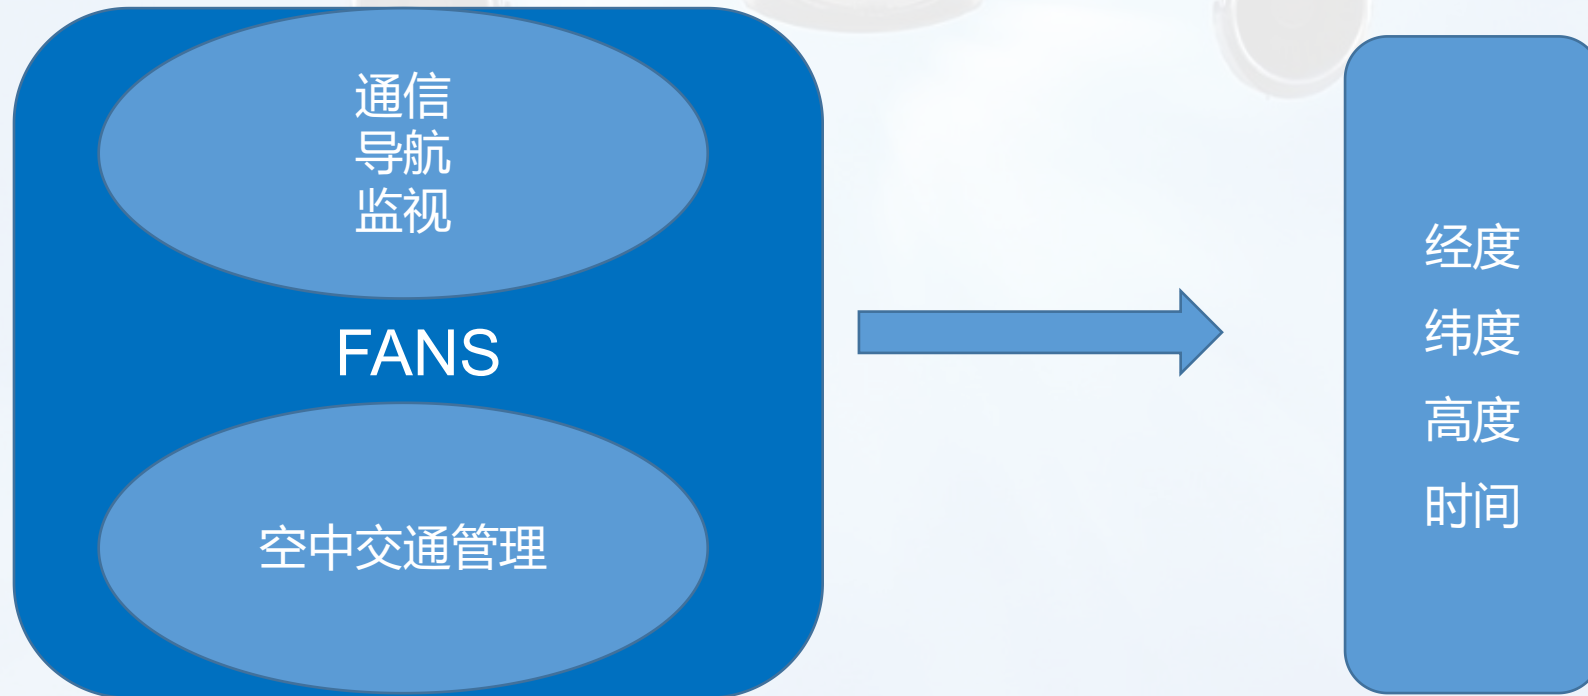 通信
导航
监视
FANS
空中交通管理
经度
纬度
高度
时间